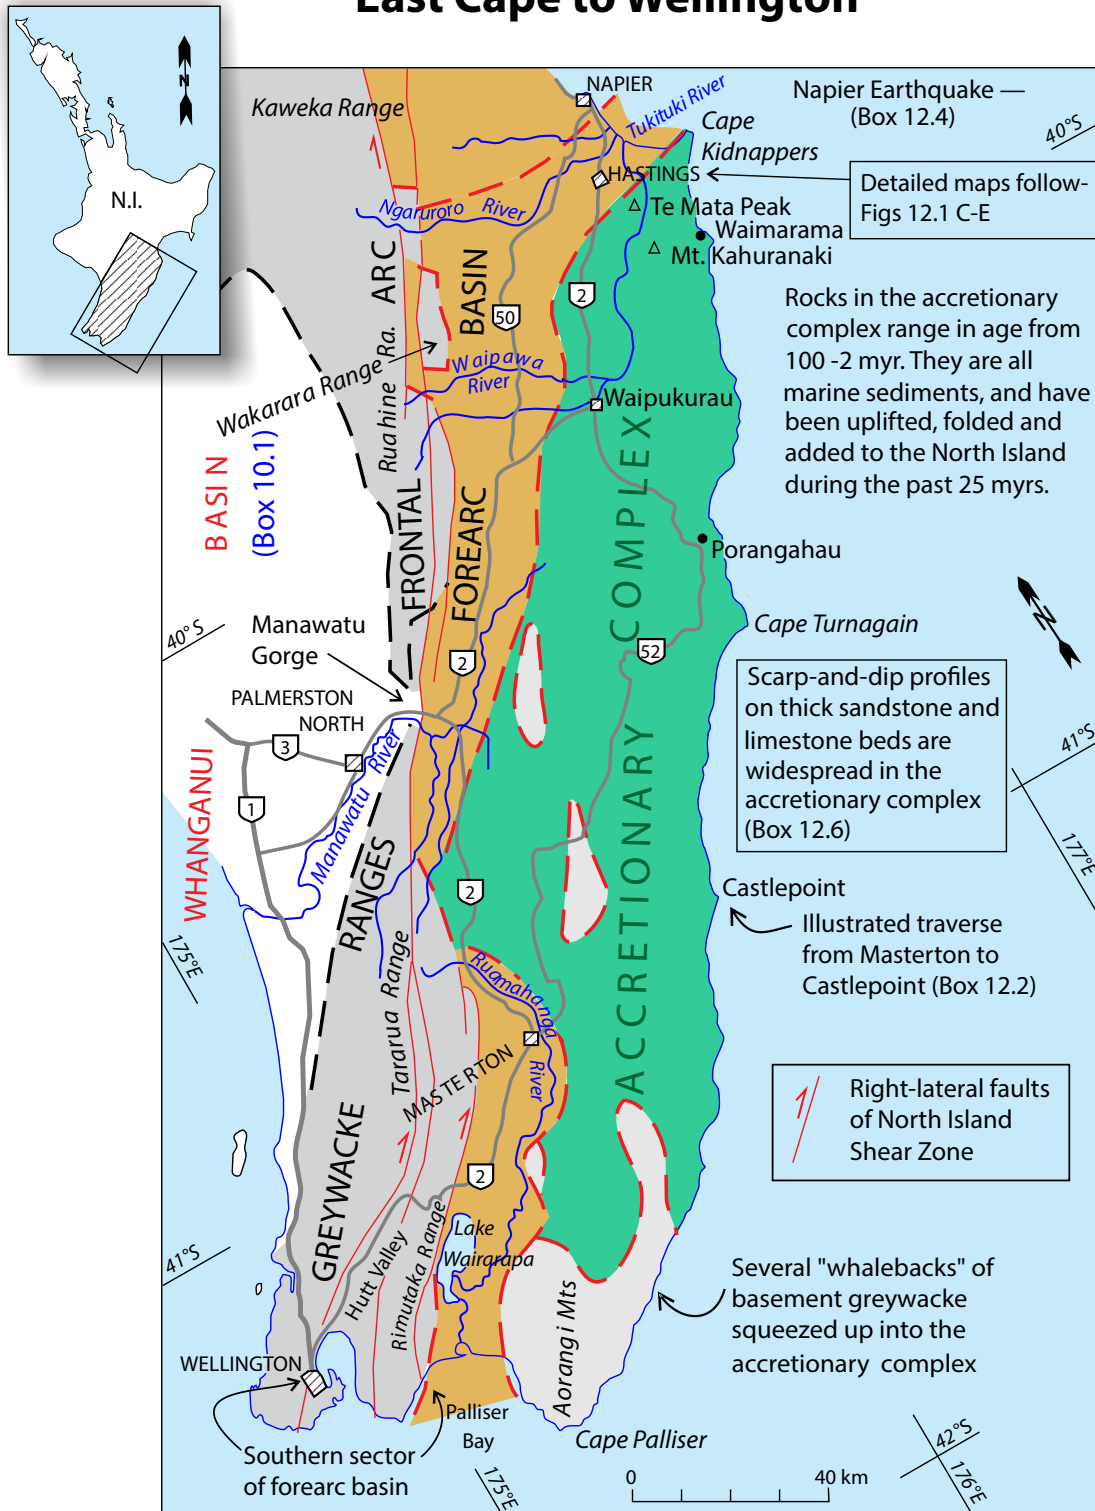 East Cape to Wellington
N
N.I.
Kaweka Range
NAPIER
Tukituki River
Napier Earthquake —
(Box 12.4)
40°S
Cape
Kidnappers
HASTINGS
Detailed maps follow-
Figs 12.1 C-E
Ngaruroro River
Te Mata Peak
Waimarama
Mt. Kahuranaki
ARC
BASIN
2
50
Rocks in the accretionary
complex range in age from
100 -2 myr. They are all
marine sediments, and have
been uplifted, folded and
added to the North Island
during the past 25 myrs.
Wakarara Range
Ruahine Ra.
Waipawa
River
Waipukurau
BASIN
(Box 10.1)
FRONTAL
FOREARC
Porangahau
N
40° S
Manawatu
Gorge
2
52
Cape Turnagain
PALMERSTON
NORTH
3
1
Manawatu River
WHANGANUI
Scarp-and-dip profiles
on thick sandstone and
limestone beds are
widespread in the
accretionary complex
(Box 12.6)
41°S
177°E
ACCRETIONARY COMPLEX
RANGES
2
Castlepoint
Illustrated traverse
from Masterton to
Castlepoint (Box 12.2)
175°E
Tararua Range
Ruamahanga
River
MASTERTON
Right-lateral faults
of North Island
Shear Zone
GREYWACKE
2
41°S
Hutt Valley
Rimutaka Range
Lake
Wairarapa
Aorangi Mts
Several "whalebacks" of
basement greywacke
squeezed up into the
accretionary complex
WELLINGTON
Palliser
Bay
Cape Palliser
Southern sector
of forearc basin
175°E
0 40 km
42°S
176°E